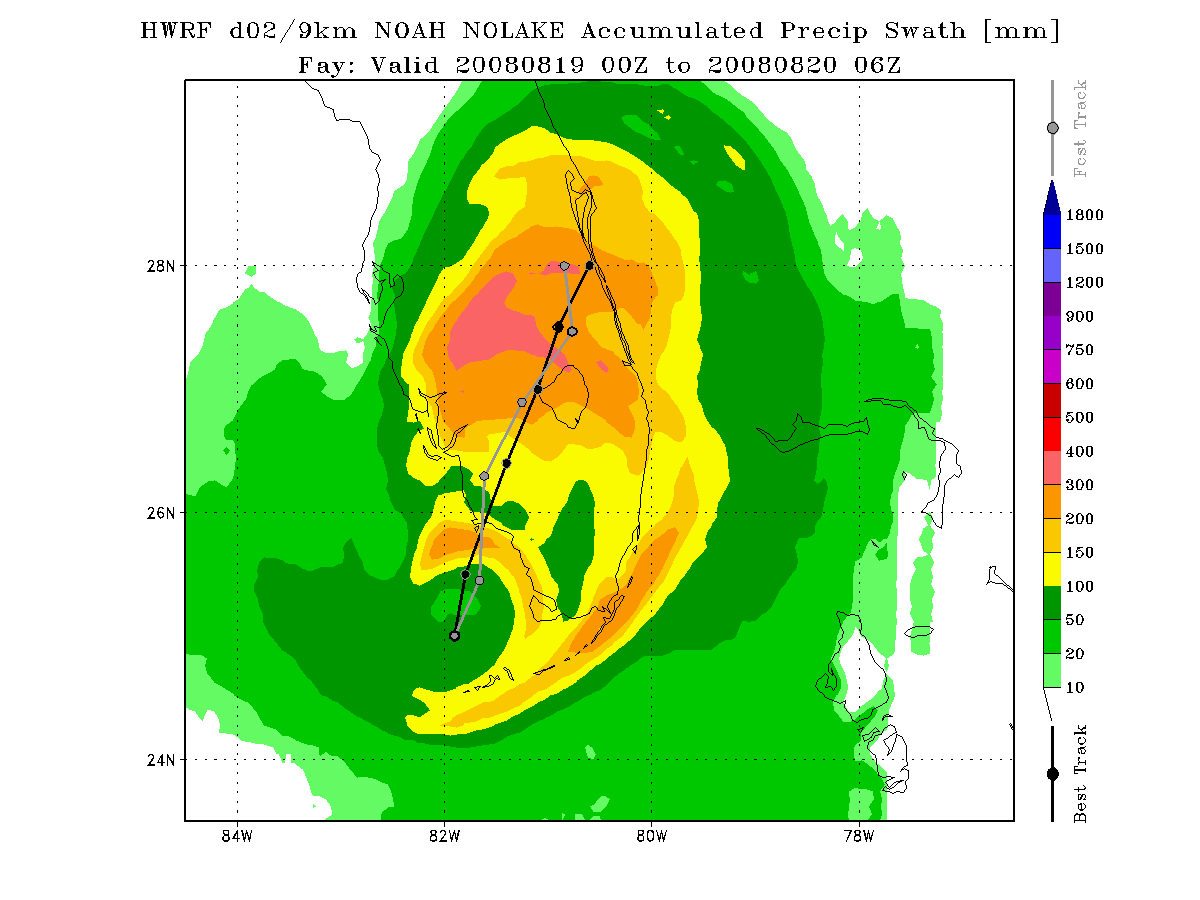 HWRF d02/9km NOAH NOLAKE Accumulated Precip Swath [mm]
Fay: Valid 20080819 00Z to 20080820 06Z
Fcst Track
1800
1500
1200
900
750
600
500
400
300
200
150
100
50
20
10
Best Track
28N
26N
24N
84W 82W 80W 78W